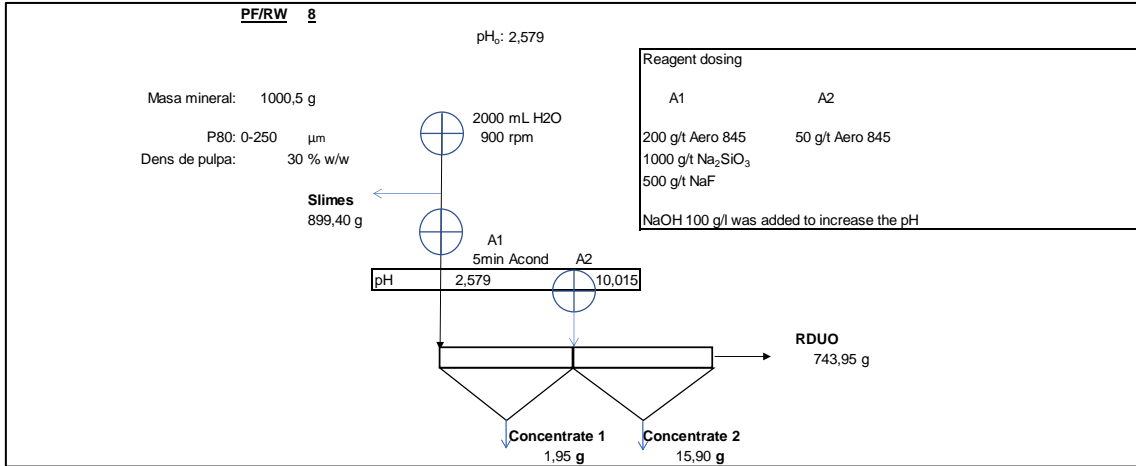 PF/RW 8
pHₒ: 2,579
Reagent dosing
Masa mineral: 1000,5 g
A1 A2
2000 mL H2O
900 rpm
P80: 0-250 µm
200 g/t Aero 845 50 g/t Aero 845
Dens de pulpa: 30 % w/w
1000 g/t Na₂SiO₃
500 g/t NaF
Slimes
899,40 g
NaOH 100 g/l was added to increase the pH
A1
5min Acond A2
pH 2,579 10,015
RDUO
743,95 g
Concentrate 1 Concentrate 2
1,95 g 15,90 g